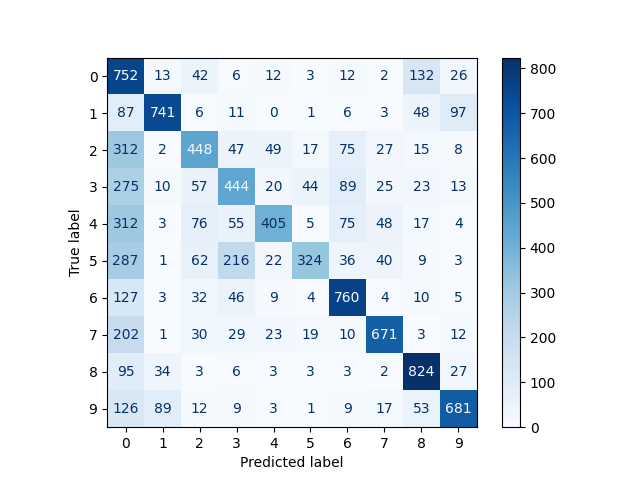 0 752 13 42 6 12 3 12 2 132 26
1 87 741 6 11 0 1 6 3 48 97
2 312 2 448 47 49 17 75 27 15 8
3 275 10 57 444 20 44 89 25 23 13
4 312 3 76 55 405 5 75 48 17 4
5 287 1 62 216 22 324 36 40 9 3
6 127 3 32 46 9 4 760 4 10 5
7 202 1 30 29 23 19 10 671 3 12
8 95 34 3 6 3 3 3 2 824 27
9 126 89 12 9 3 1 9 17 53 681
0 1 2 3 4 5 6 7 8 9
Predicted label
True label
800
700
600
500
400
300
200
100
0